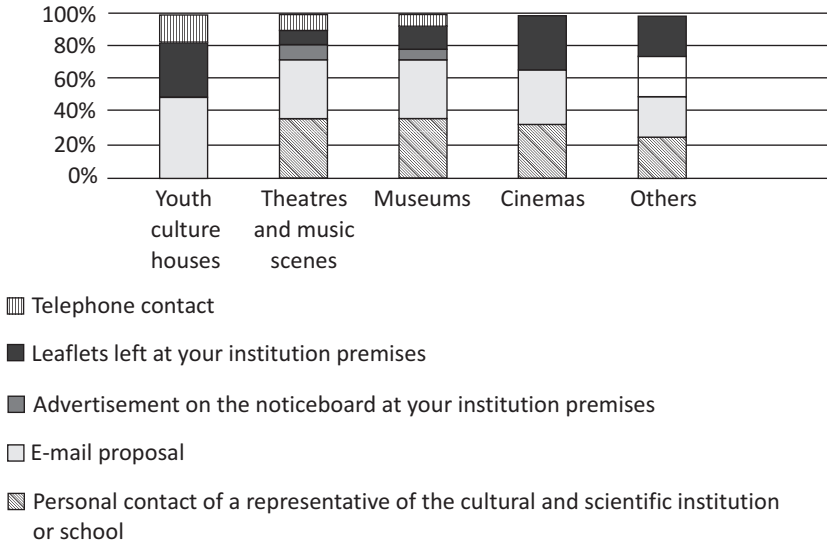 100%
80%
60%
40%
20%
0%
Youth culture houses
Theatres and music scenes
Museums
Cinemas
Others
Telephone contact
Leaflets left at your institution premises
Advertisement on the noticeboard at your institution premises
E-mail proposal
Personal contact of a representative of the cultural and scientific institution
or school